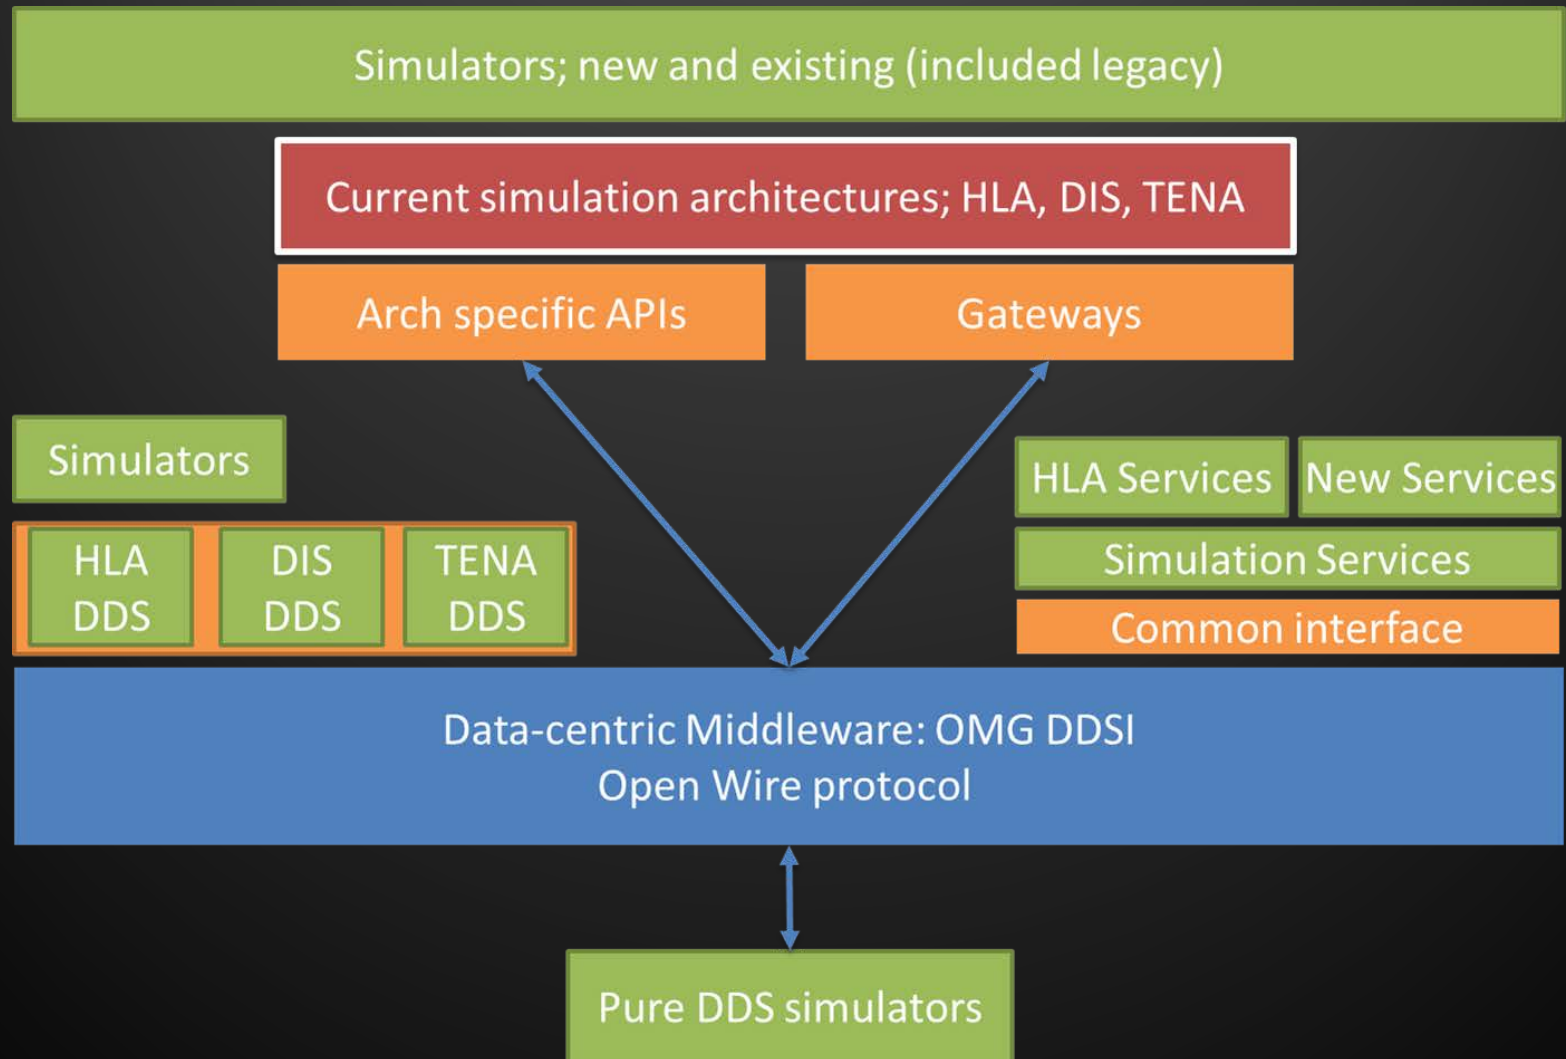 Simulators; new and existing (included legacy)
Current simulation architectures; HLA, DIS, TENA
Arch specific APIs
Gateways
Simulators
HLA Services
New Services
HLA
DDS
DIS
DDS
TENA
DDS
Simulation Services
Common interface
Data-centric Middleware: OMG DDSI
Open Wire protocol
Pure DDS simulators